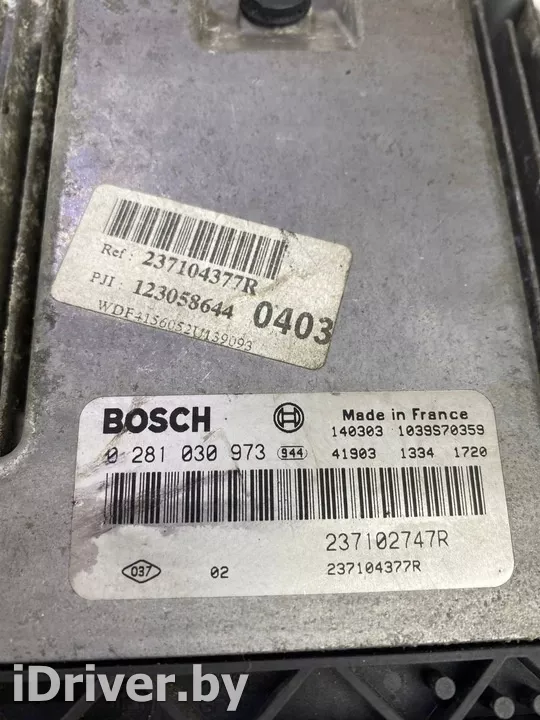 Ref : 237104377R
PJI : 123058644
0403
WDF4156052U139093
BOSCH
Made in France
140303 1039S70359
0 281 030 973 944 41903 1334 1720
237102747R
037 02 237104377R
iDriver.by